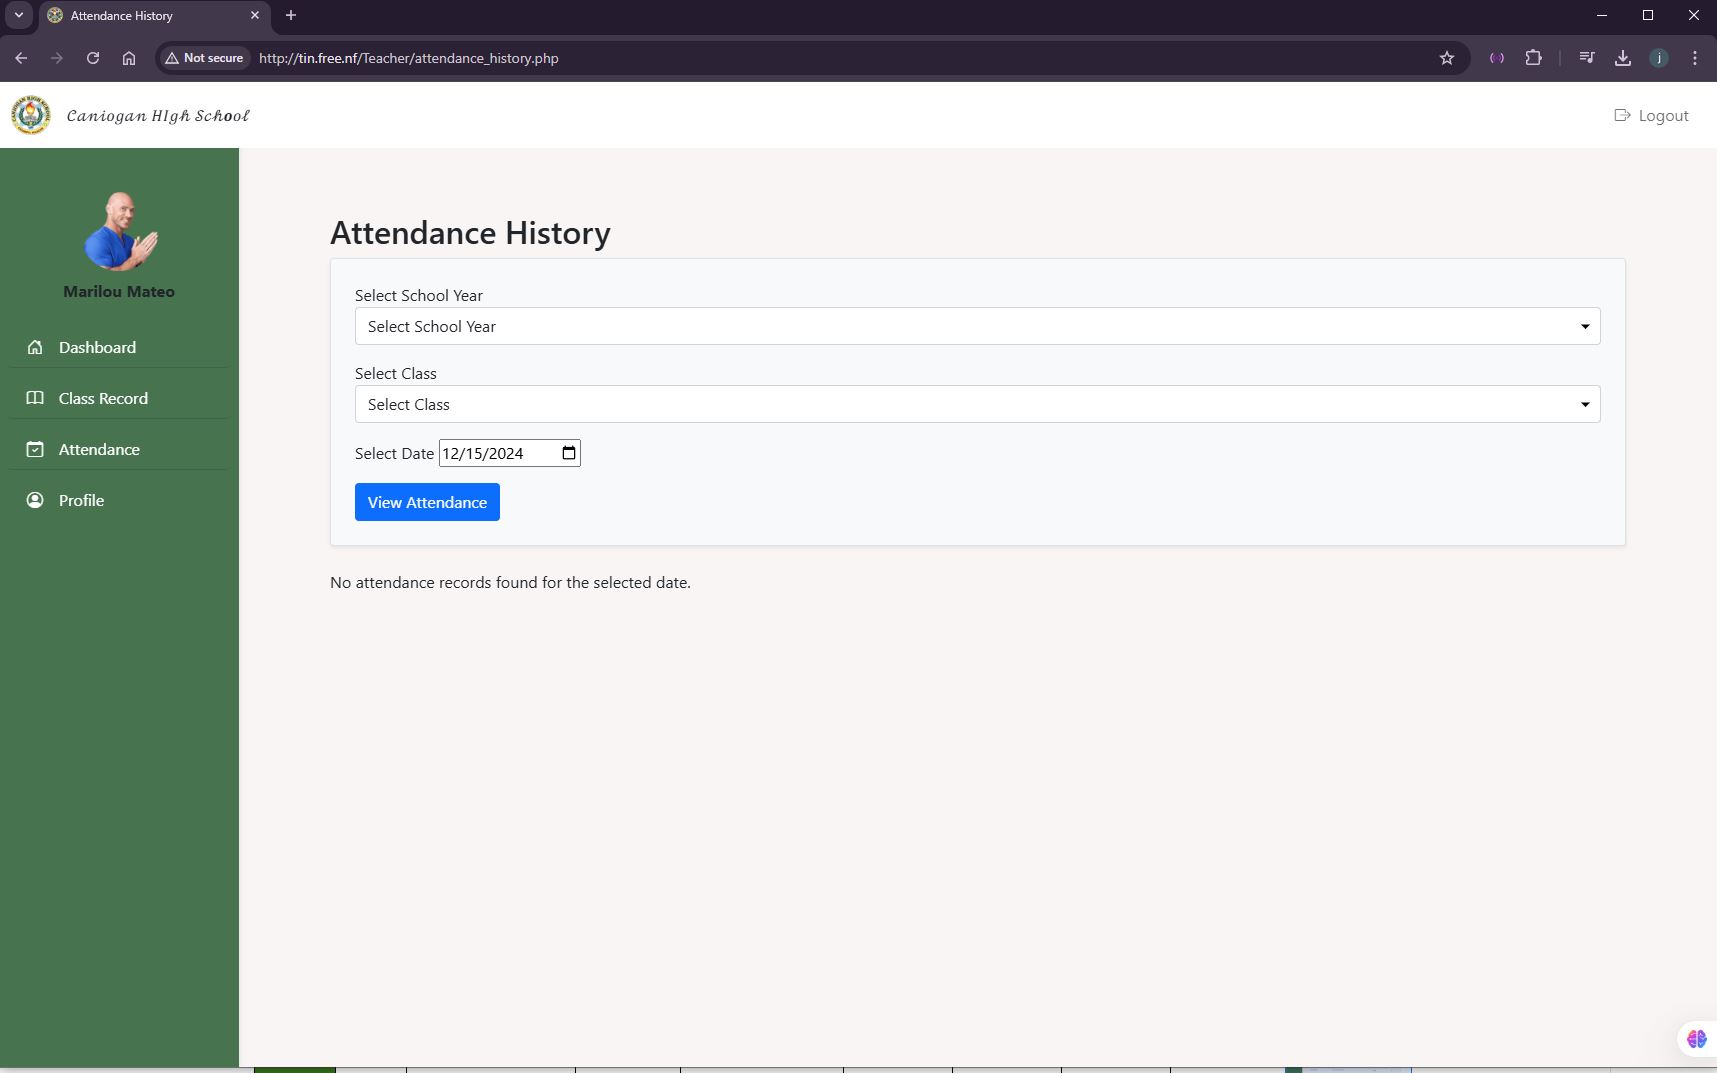 Attendance History
Not secure
http://tin.free.nf/Teacher/attendance_history.php
j
Caniogan HIgh School
Logout
Marilou Mateo
Dashboard
Class Record
Attendance
Profile
Attendance History
Select School Year
Select School Year
Select Class
Select Class
Select Date 12/15/2024
View Attendance
No attendance records found for the selected date.